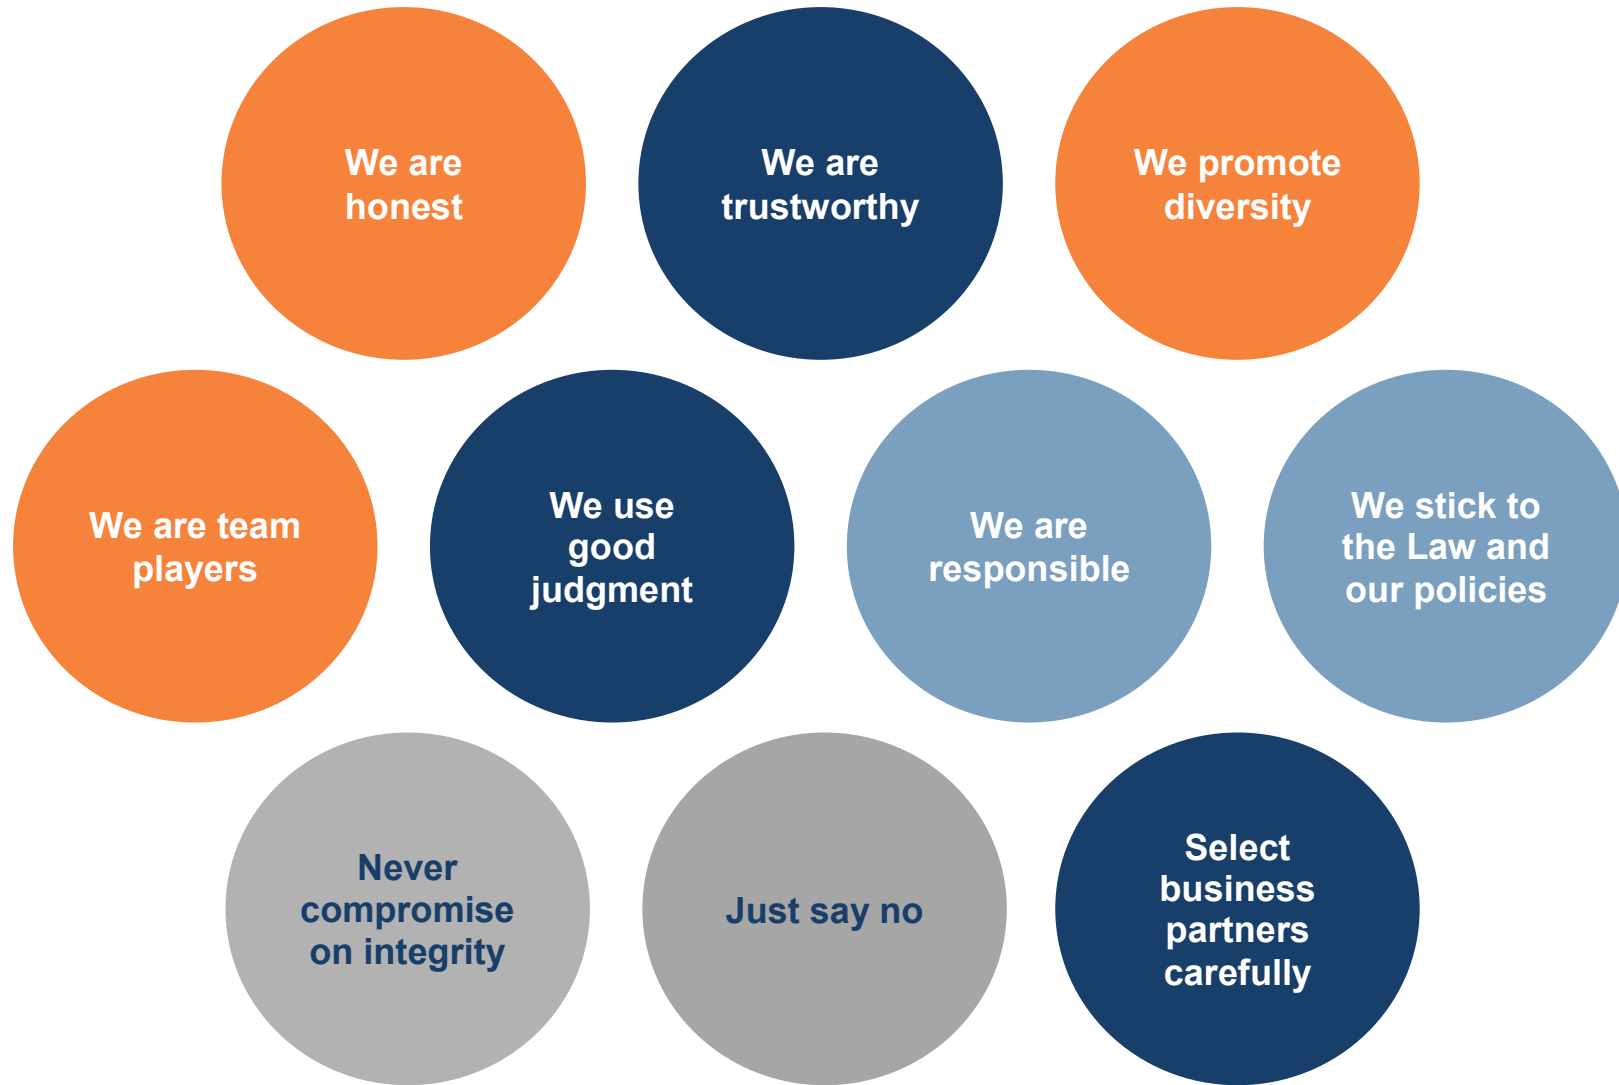 We are
honest
We are
trustworthy
We promote
diversity
We are team
players
We use
good
judgment
We are
responsible
We stick to
the Law and
our policies
Never
compromise
on integrity
Just say no
Select
business
partners
carefully